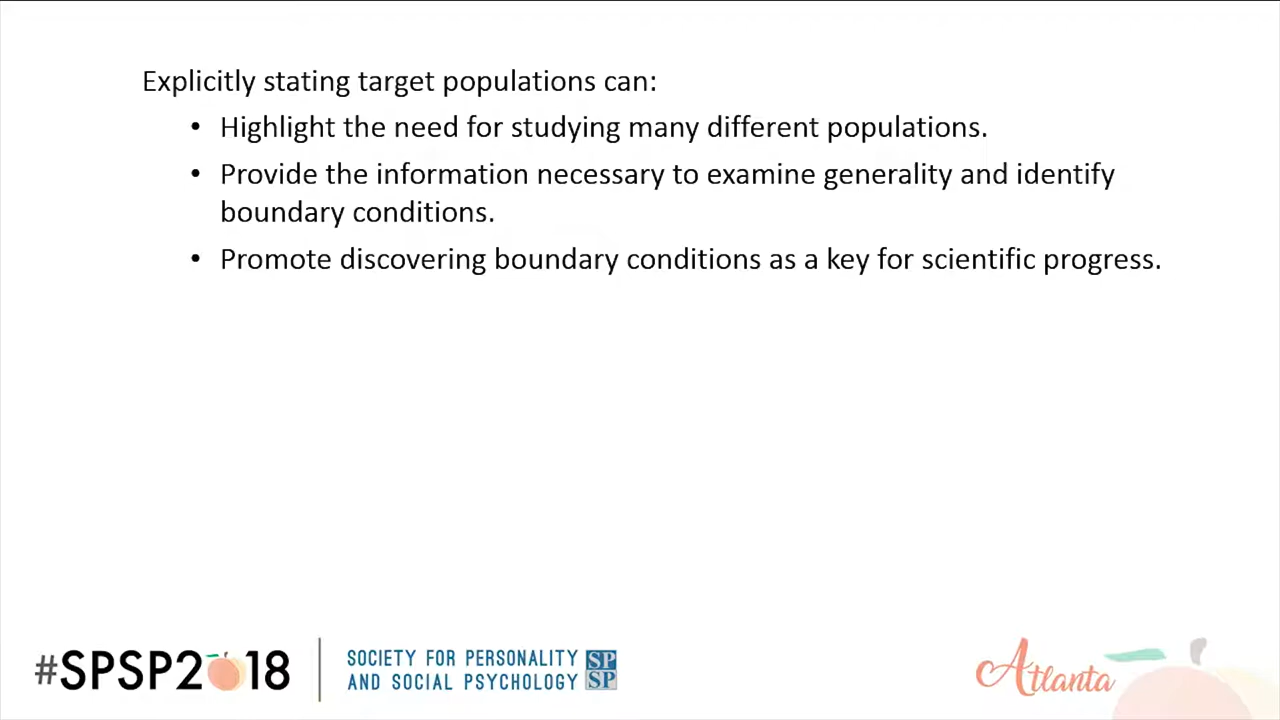 Explicitly stating target populations can:
• Highlight the need for studying many different populations.
• Provide the information necessary to examine generality and identify
boundary conditions.
• Promote discovering boundary conditions as a key for scientific progress.
#SPSP2018
SOCIETY FOR PERSONALITY
AND SOCIAL PSYCHOLOGY
SP
SP
Atlanta